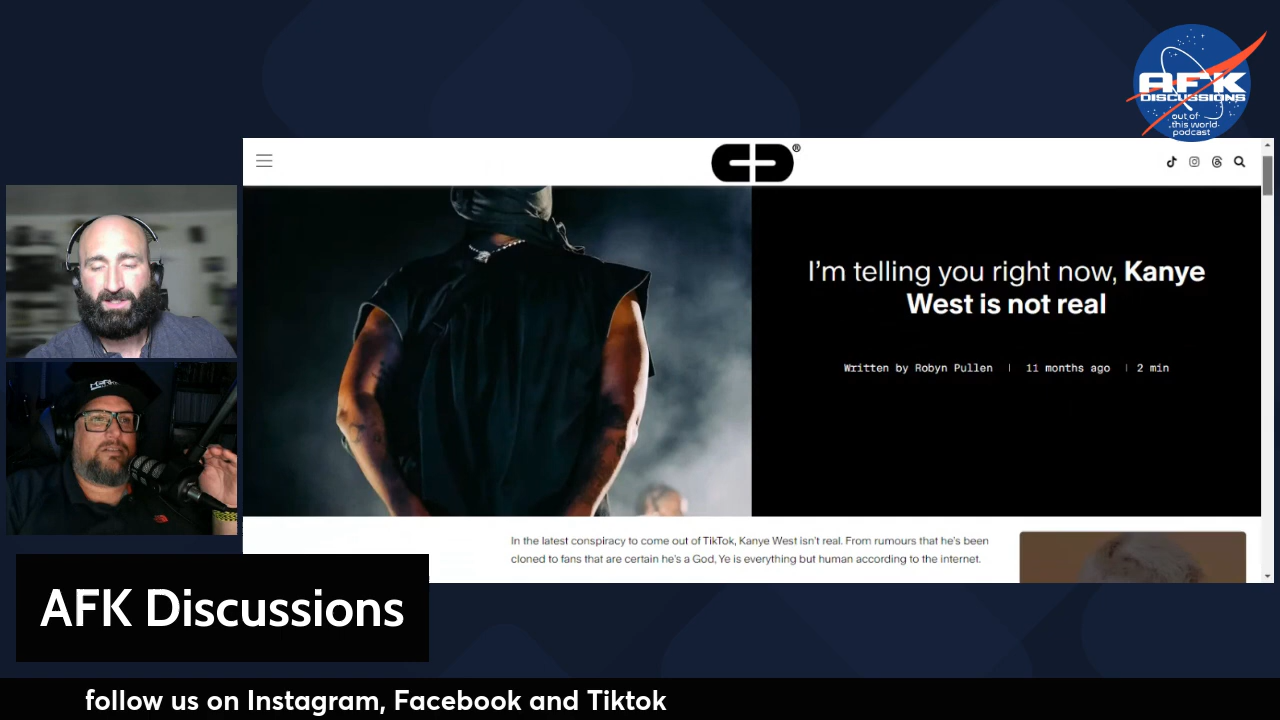 AFK
DISCUSSIONS
out of
this world
podcast
®
I’m telling you right now, Kanye
West is not real
Written by Robyn Pullen | 11 months ago | 2 min
In the latest conspiracy to come out of TikTok, Kanye West isn’t real. From rumours that he’s been
cloned to fans that are certain he’s a God, Ye is everything but human according to the internet.
AFK Discussions
follow us on Instagram, Facebook and Tiktok